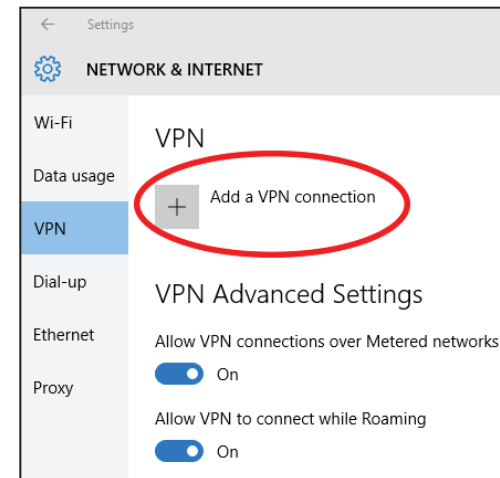 Settings
NETWORK & INTERNET
Wi-Fi
Data usage
VPN
Dial-up
Ethernet
Proxy
VPN
Add a VPN connection
VPN Advanced Settings
Allow VPN connections over Metered networks
On
Allow VPN to connect while Roaming
On